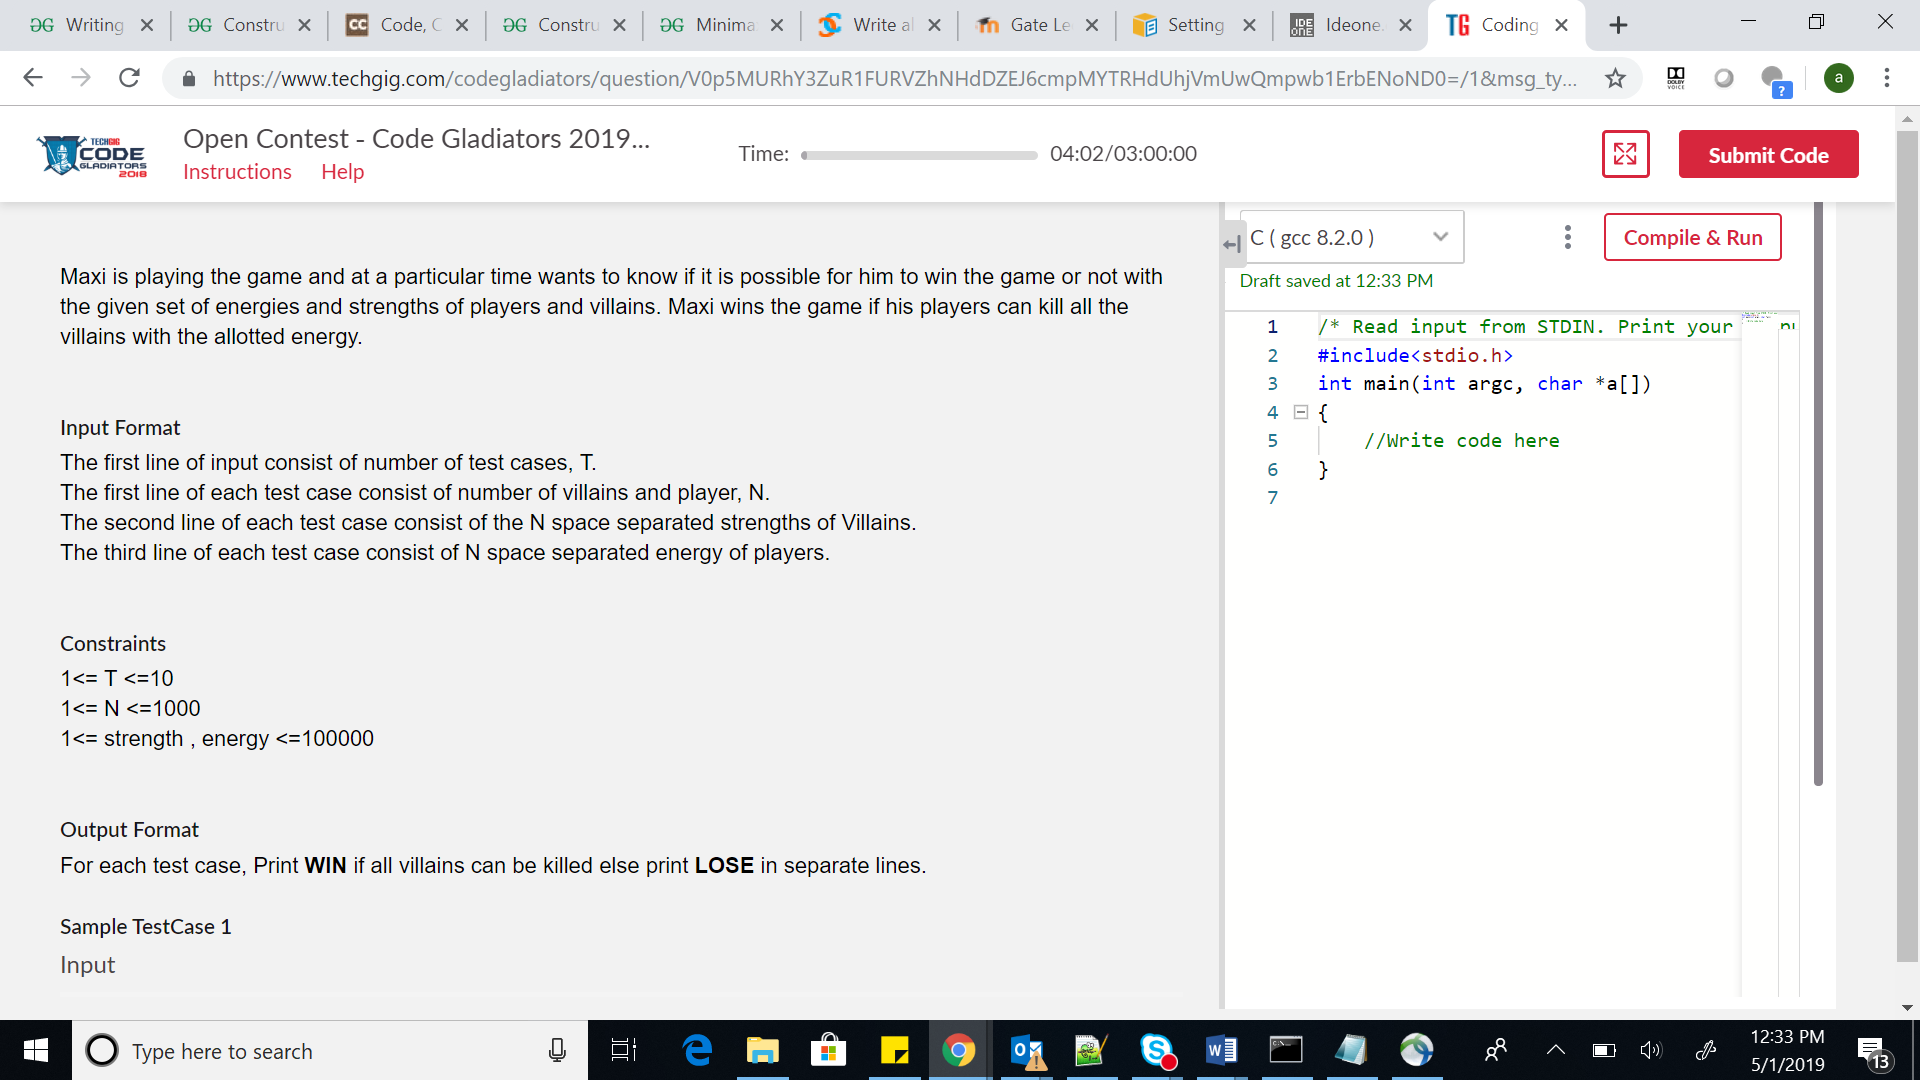 Writing
Constru
Code, C
Constru
Minima
Write al
Gate Le
Setting
Ideone.
Coding
https://www.techgig.com/codegladiators/question/V0p5MURhY3ZuR1FURVZhNHdDZEJ6cmpMYTRHdUhjVmUwQmpwb1ErbENoND0=/1&msg_ty...
TECHGIG CODE GLADIATORS 2018
Open Contest - Code Gladiators 2019...
Instructions Help
Time: 04:02/03:00:00
Submit Code
Maxi is playing the game and at a particular time wants to know if it is possible for him to win the game or not with
the given set of energies and strengths of players and villains. Maxi wins the game if his players can kill all the
villains with the allotted energy.
Input Format
The first line of input consist of number of test cases, T.
The first line of each test case consist of number of villains and player, N.
The second line of each test case consist of the N space separated strengths of Villains.
The third line of each test case consist of N space separated energy of players.
Constraints
1<= T <=10
1<= N <=1000
1<= strength , energy <=100000
Output Format
For each test case, Print WIN if all villains can be killed else print LOSE in separate lines.
Sample TestCase 1
Input
C ( gcc 8.2.0 )
Compile & Run
Draft saved at 12:33 PM
1 /* Read input from STDIN. Print your
2 #include<stdio.h>
3 int main(int argc, char *a[])
4 {
5 //Write code here
6 }
7
Type here to search
12:33 PM
5/1/2019
13